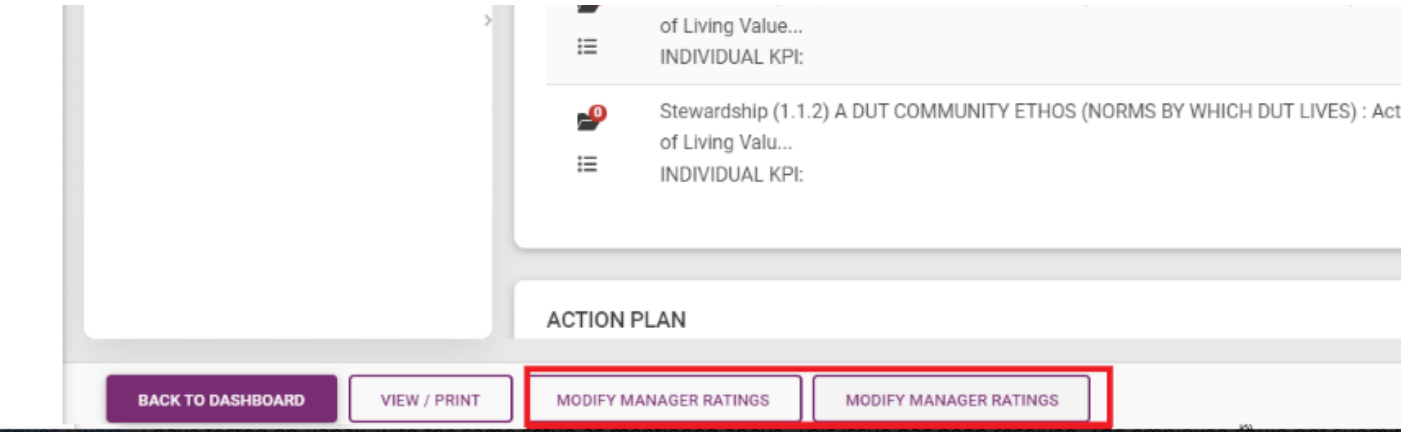 of Living Value...
INDIVIDUAL KPI:
0
Stewardship (1.1.2) A DUT COMMUNITY ETHOS (NORMS BY WHICH DUT LIVES) : Act
of Living Valu...
INDIVIDUAL KPI:
ACTION PLAN
BACK TO DASHBOARD
VIEW / PRINT
MODIFY MANAGER RATINGS
MODIFY MANAGER RATINGS